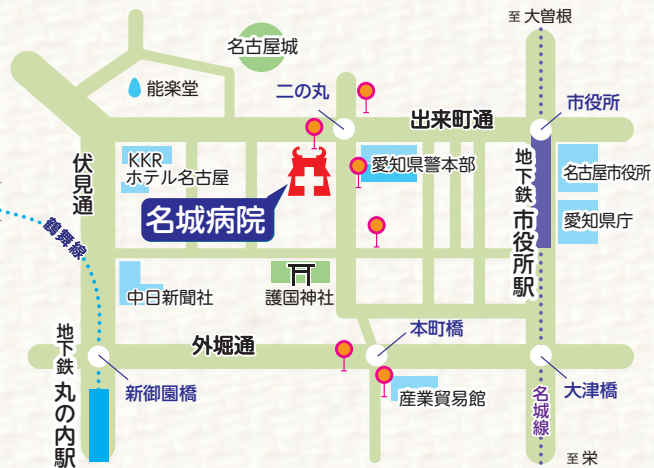 至 大曽根
名古屋城
能楽堂
二の丸
出来町通
市役所
伏見通
KKR
ホテル名古屋
愛知県警本部
地下鉄 市役所駅
名古屋市役所
愛知県庁
名城病院
鶴舞線
中日新聞社
護国神社
地下鉄 丸の内駅
外堀通
本町橋
新御園橋
産業貿易館
大津橋
名城線
至 栄